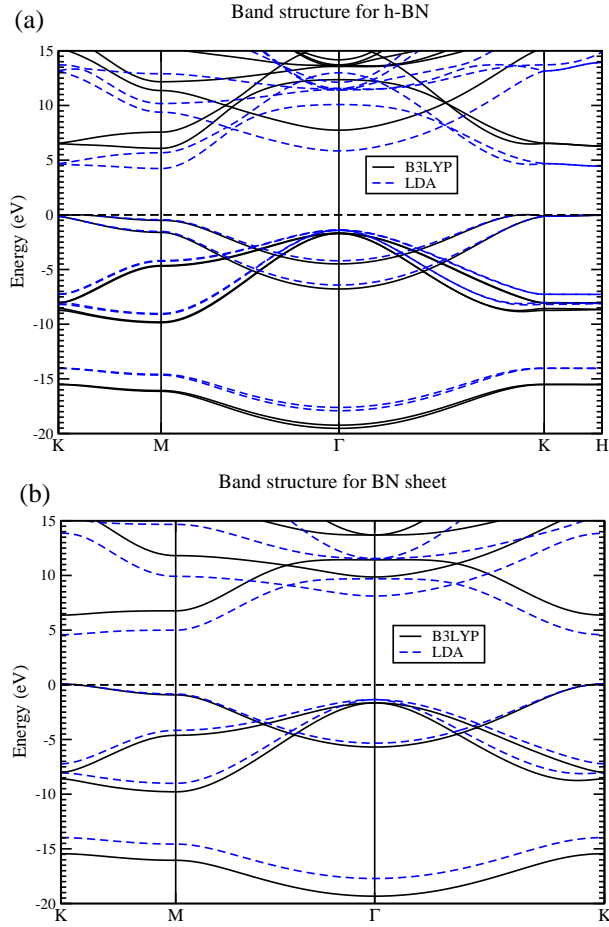 (a)
Band structure for h-BN
15
10
5
0
-5
-10
-15
-20
Energy (eV)
B3LYP
LDA
K M Γ K H
(b)
Band structure for BN sheet
15
10
5
0
-5
-10
-15
-20
Energy (eV)
B3LYP
LDA
K M Γ K